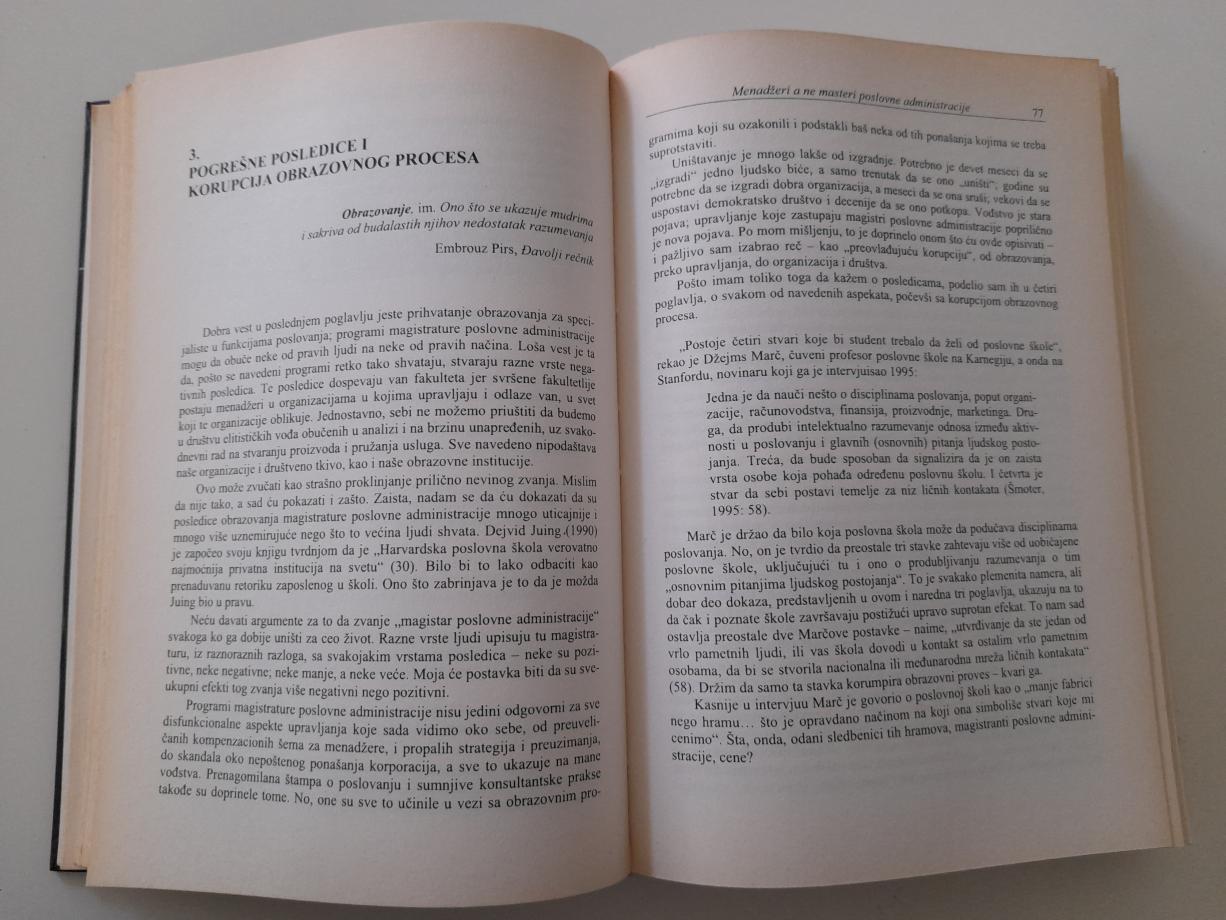 3.
POGREŠNE POSLEDICE I
KORUPCIJA OBRAZOVNOG PROCESA
Obrazovanje, im. Ono što se ukazuje mudrima
i sakriva od budalastih njihov nedostatak razumevanja
Embrouz Pirs, Đavolji rečnik
Dobra vest u poslednjem poglavlju jeste prihvatanje obrazovanja za speci-
jaliste u funkcijama poslovanja; programi magistrature poslovne administracije
mogu da obuče neke od pravih ljudi na neke od pravih načina. Loša vest je ta
da, pošto se navedeni programi retko tako shvataju, stvaraju razne vrste nega-
tivnih posledica. Te posledice dospevaju van fakulteta jer svršene fakultetlije
postaju menadžeri u organizacijama u kojima upravljaju i odlaze van, u svet
koji te organizacije oblikuje. Jednostavno, sebi ne možemo priuštiti da budemo
u društvu elitističkih vođa obučenih u analizi i na brzinu unapređenih, uz svako-
dnevni rad na stvaranju proizvoda i pružanja usluga. Sve navedeno nipodaštava
naše organizacije i društveno tkivo, kao i naše obrazovne institucije.
Ovo može zvučati kao strašno proklinjanje prilično nevinog zvanja. Mislim
da nije tako, a sad ću pokazati i zašto. Zaista, nadam se da ću dokazati da su
posledice obrazovanja magistrature poslovne administracije mnogo uticajnije i
mnogo više uznemirujuće nego što to većina ljudi shvata. Dejvid Juing (1990)
je započeo svoju knjigu tvrdnjom da je „Harvardska poslovna škola verovatno
najmoćnija privatna institucija na svetu“ (30). Bilo bi to lako odbaciti kao
prenaduvanu retoriku zaposlenog u školi. Ono što zabrinjava je to da je možda
Juing bio u pravu.
Neću davati argumente za to da zvanje „magistar poslovne administracije“
svakoga ko ga dobije uništi za ceo život. Razne vrste ljudi upisuju tu magistra-
turu, iz raznoraznih razloga, sa svakojakim vrstama posledica – neke su pozi-
tivne, neke negativne; neke manje, a neke veće. Moja će postavka biti da su sve-
ukupni efekti tog zvanja više negativni nego pozitivni.
Programi magistrature poslovne administracije nisu jedini odgovorni za sve
disfunkcionalne aspekte upravljanja koje sada vidimo oko sebe, od preuveli-
čanih kompenzacionih šema za menadžere, i propalih strategija i preuzimanja,
do skandala oko nepoštenog ponašanja korporacija, a sve to ukazuje na mane
vođstva. Prenagomilana štampa o poslovanju i sumnjive konsultantske prakse
takođe su doprinele tome. No, one su sve to učinile u vezi sa obrazovnim pro-
Menadžeri a ne masteri poslovne administracije 77
gramima koji su ozakonili i podstakli baš neka od tih ponašanja kojima se treba
suprotstaviti.
Uništavanje je mnogo lakše od izgradnje. Potrebno je devet meseci da se
„izgradi“ jedno ljudsko biće, a samo trenutak da se ono „uništi“; godine su
potrebne da se izgradi dobra organizacija, a meseci da se ona sruši; vekovi da se
uspostavi demokratsko društvo i decenije da se ono potkopa. Vođstvo je stara
pojava; upravljanje koje zastupaju magistri poslovne administracije poprilično
je nova pojava. Po mom mišljenju, to je doprinelo onom što ću ovde opisivati –
i pažljivo sam izabrao reč – kao „preovlađujuću korupciju“, od obrazovanja,
preko upravljanja, do organizacija i društva.
Pošto imam toliko toga da kažem o posledicama, podelio sam ih u četiri
poglavlja, o svakom od navedenih aspekata, počevši sa korupcijom obrazovnog
procesa.
„Postoje četiri stvari koje bi student trebalo da želi od poslovne škole“,
rekao je Džejms Marč, čuveni profesor poslovne škole na Karnegiju, a onda na
Stanfordu, novinaru koji ga je intervjuisao 1995:
Jedna je da nauči nešto o disciplinama poslovanja, poput organi-
zacije, računovodstva, finansija, proizvodnje, marketinga. Dru-
ga, da produbi intelektualno razumevanje odnosa između aktiv-
nosti u poslovanju i glavnih (osnovnih) pitanja ljudskog posto-
janja. Treća, da bude sposoban da signalizira da je on zaista
vrsta osobe koja pohađa određenu poslovnu školu. I četvrta je
stvar da sebi postavi temelje za niz ličnih kontakata (Šmoter,
1995: 58).
Marč je držao da bilo koja poslovna škola može da podučava disciplinama
poslovanja. No, on je tvrdio da preostale tri stavke zahtevaju više od uobičajene
poslovne škole, uključujući tu i ono o produbljivanju razumevanja o tim
„osnovnim pitanjima ljudskog postojanja“. To je svakako plemenita namera, ali
dobar deo dokaza, predstavljenih u ovom i naredna tri poglavlja, ukazuju na to
da čak i poznate škole završavaju postižući upravo suprotan efekat. To nam sad
ostavlja preostale dve Marčove postavke – naime, „utvrđivanje da ste jedan od
vrlo pametnih ljudi, ili vas škola dovodi u kontakt sa ostalim vrlo pametnim
osobama, da bi se stvorila nacionalna ili međunarodna mreža ličnih kontakata“
(58). Držim da samo ta stavka korumpira obrazovni proves – kvari ga.
Kasnije u intervjuu Marč je govorio o poslovnoj školi kao o „manje fabrici
nego hramu… što je opravdano načinom na koji ona simboliše stvari koje mi
cenimo“. Šta, onda, odani sledbenici tih hramova, magistranti poslovne admini-
stracije, cene?